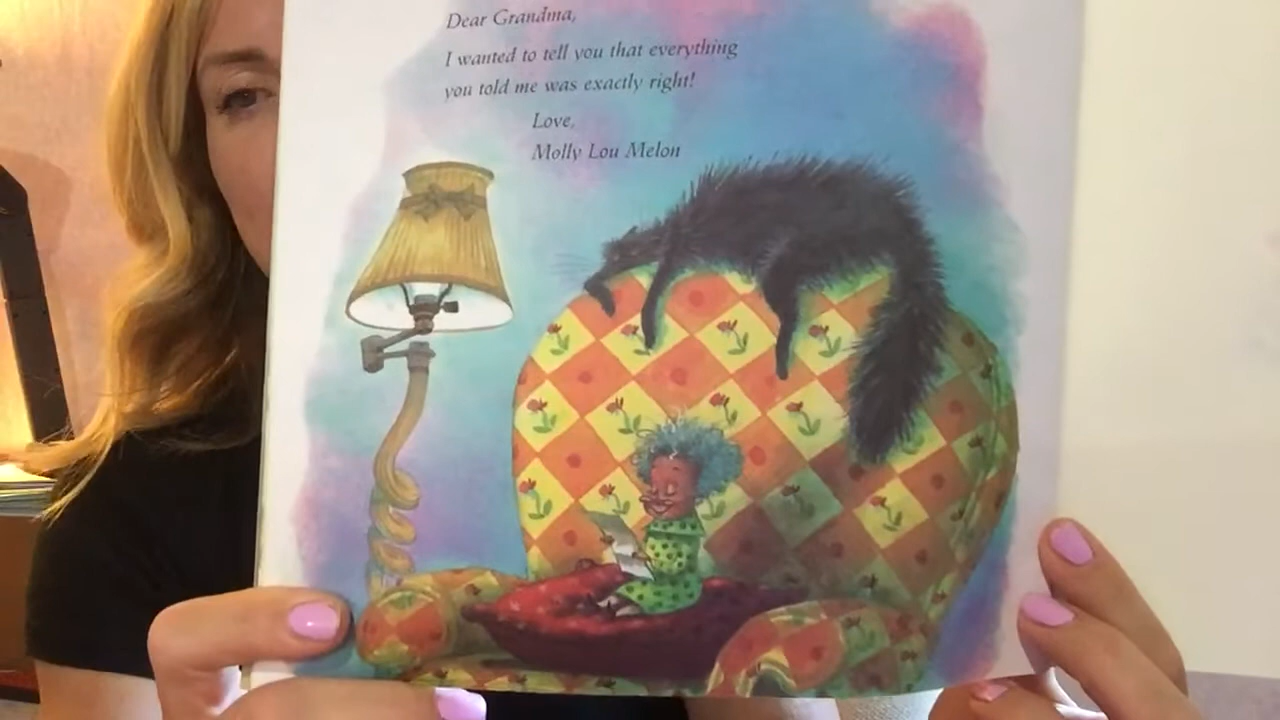 Dear Grandma,
I wanted to tell you that everything
you told me was exactly right!
Love,
Molly Lou Melon